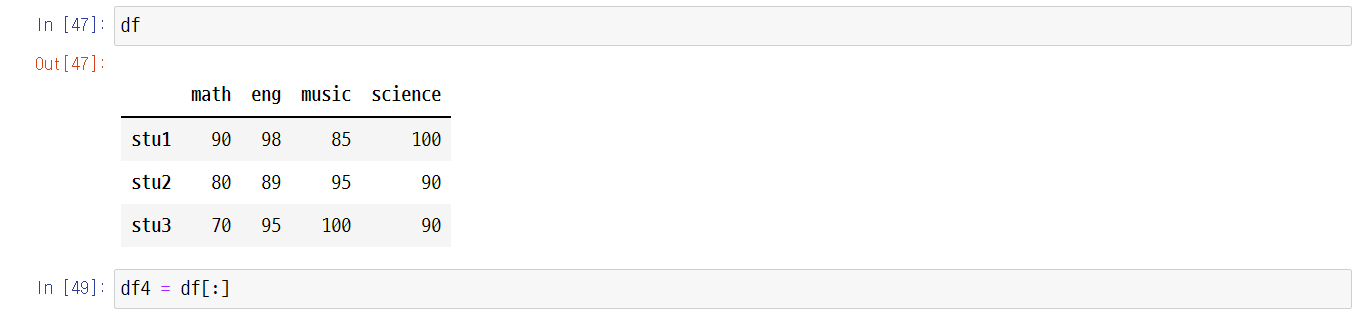 In [47]: df
Out[47]:
math eng music science
stu1 90 98 85 100
stu2 80 89 95 90
stu3 70 95 100 90
In [49]: df4 = df[:]